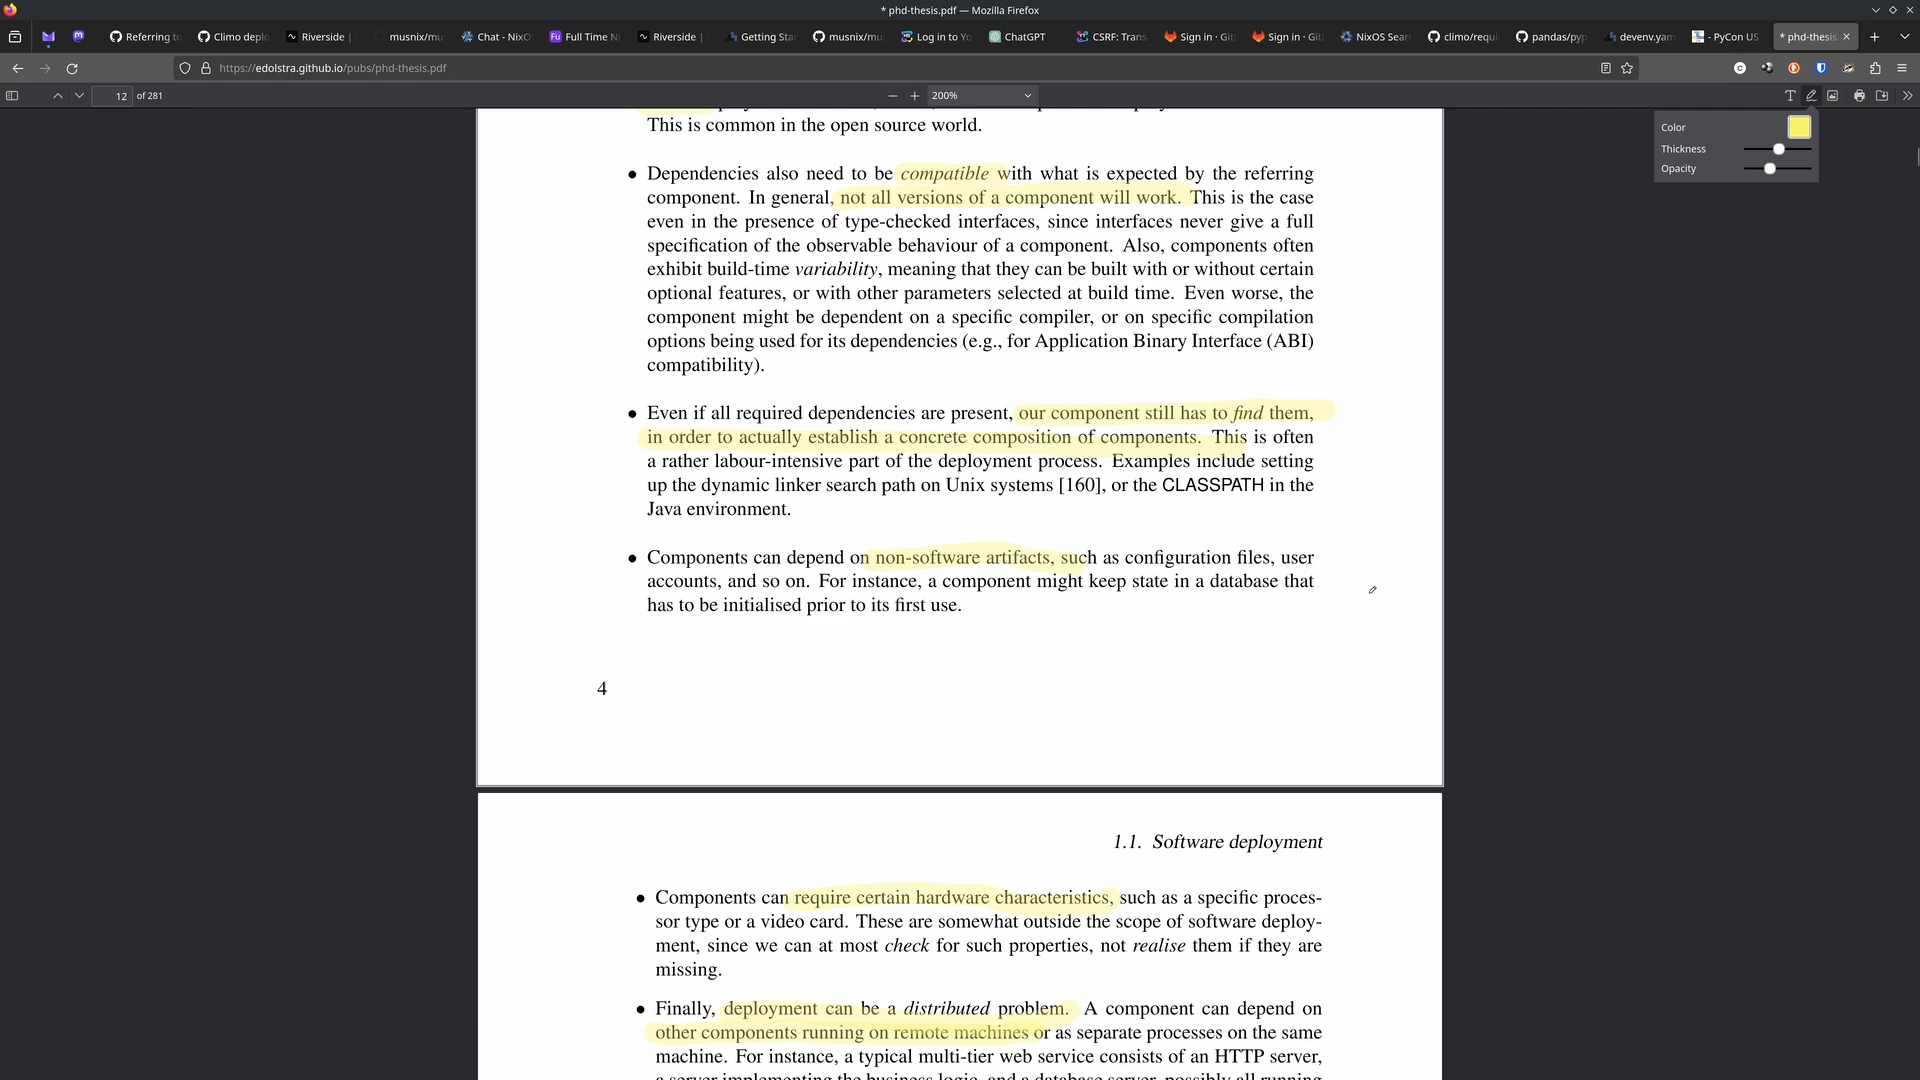 * phd-thesis.pdf — Mozilla Firefox
Referring to
Climo deplo
Riverside |
musnix/mu
Chat - NixO
Full Time Ni
Riverside |
Getting Sta
musnix/mu
Log in to Yo
ChatGPT
CSRF: Trans
Sign in · Git
Sign in · Git
NixOS Sear
climo/requi
pandas/pyp
devenv.yam
- PyCon US
* phd-thesis.
https://edolstra.github.io/pubs/phd-thesis.pdf
12 of 281
200%
Color
Thickness
Opacity
This is common in the open source world.
• Dependencies also need to be compatible with what is expected by the referring
component. In general, not all versions of a component will work. This is the case
even in the presence of type-checked interfaces, since interfaces never give a full
specification of the observable behaviour of a component. Also, components often
exhibit build-time variability, meaning that they can be built with or without certain
optional features, or with other parameters selected at build time. Even worse, the
component might be dependent on a specific compiler, or on specific compilation
options being used for its dependencies (e.g., for Application Binary Interface (ABI)
compatibility).
• Even if all required dependencies are present, our component still has to find them,
in order to actually establish a concrete composition of components. This is often
a rather labour-intensive part of the deployment process. Examples include setting
up the dynamic linker search path on Unix systems [160], or the CLASSPATH in the
Java environment.
• Components can depend on non-software artifacts, such as configuration files, user
accounts, and so on. For instance, a component might keep state in a database that
has to be initialised prior to its first use.
4
1.1. Software deployment
• Components can require certain hardware characteristics, such as a specific proces-
sor type or a video card. These are somewhat outside the scope of software deploy-
ment, since we can at most check for such properties, not realise them if they are
missing.
• Finally, deployment can be a distributed problem. A component can depend on
other components running on remote machines or as separate processes on the same
machine. For instance, a typical multi-tier web service consists of an HTTP server,
a server implementing the business logic, and a database server, possibly all running